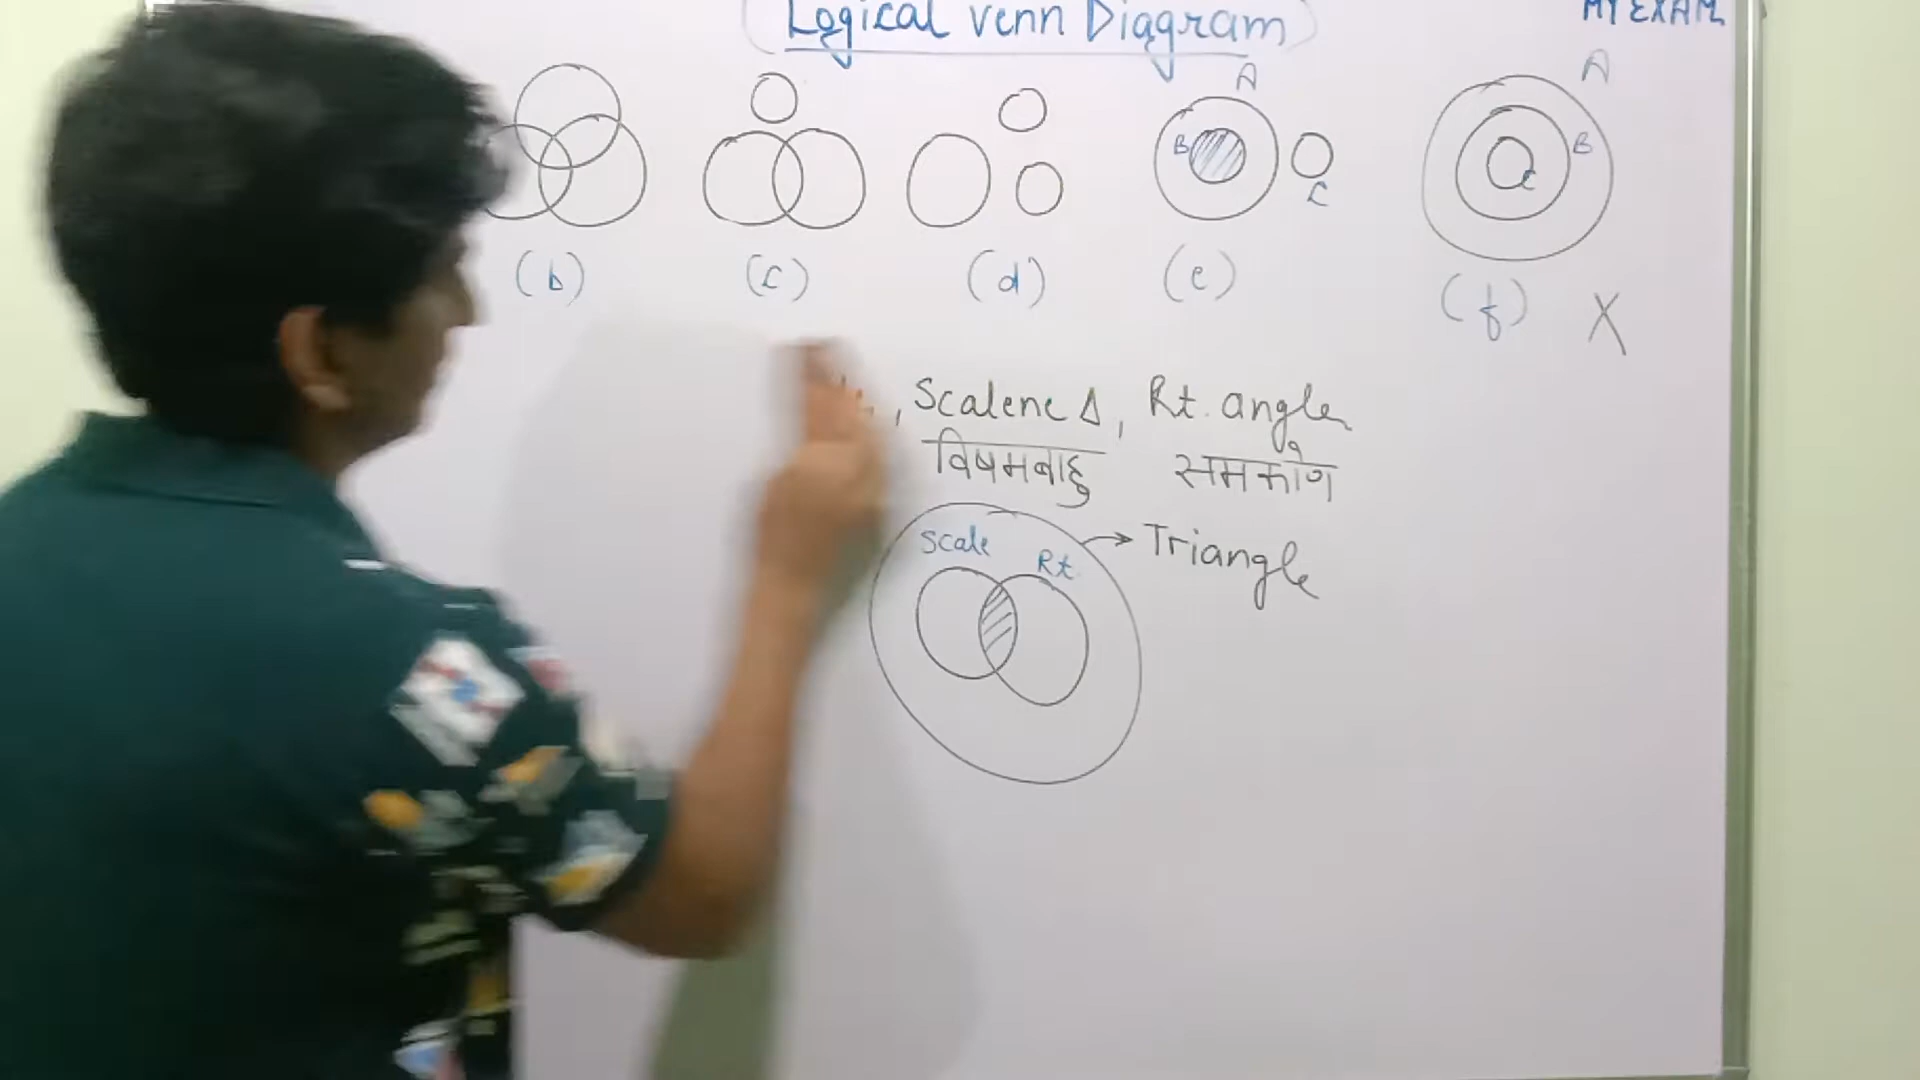 Logical Venn Diagram
MY EXAM
A
A
B
B
C
C
(b) (c) (d) (e) (f) X
, Scalene Δ, Rt. angle
विषमबाहु समकोण
Scale
Rt
Triangle